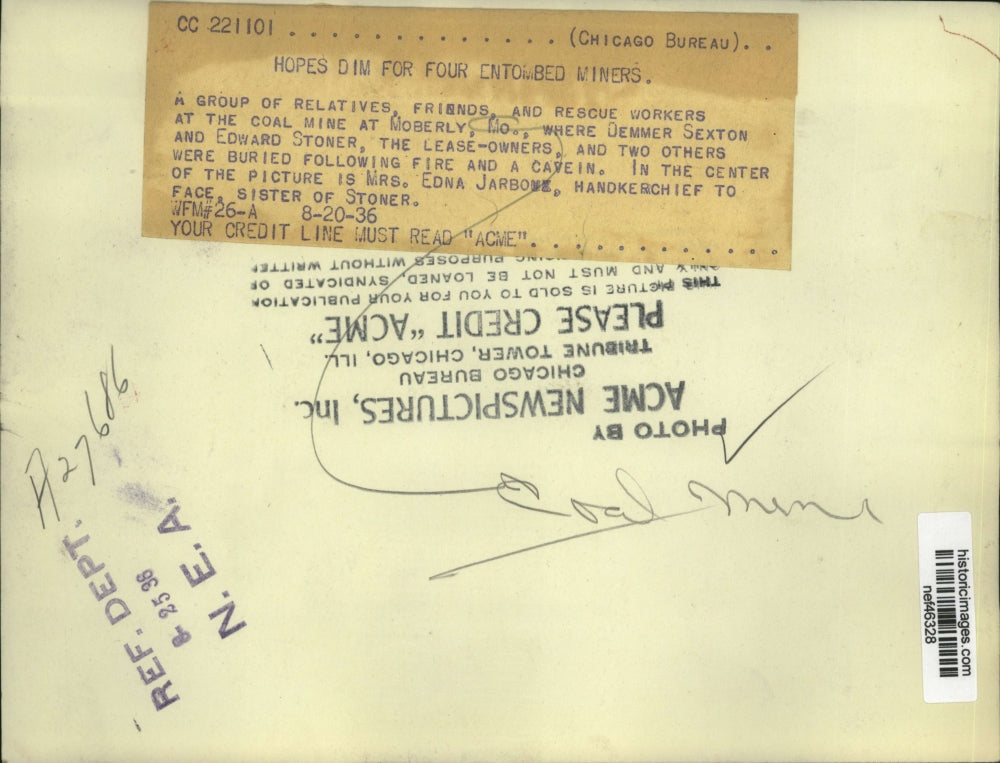 CC 221101 . . . . . . . . . . . . . . (CHICAGO BUREAU). .
HOPES DIM FOR FOUR ENTOMBED MINERS.
A GROUP OF RELATIVES, FRIENDS, AND RESCUE WORKERS
AT THE COAL MINE AT MOBERLY, MO., WHERE DEMMER SEXTON
AND EDWARD STONER, THE LEASE-OWNERS, AND TWO OTHERS
WERE BURIED FOLLOWING FIRE AND A CAVEIN. IN THE CENTER
OF THE PICTURE IS MRS. EDNA JARBOE, HANDKERCHIEF TO
FACE, SISTER OF STONER.
WFM#26-A 8-20-36
YOUR CREDIT LINE MUST READ "ACME". . . . . . . . . . . .
PHOTO BY
ACME NEWSPICTURES, Inc.
CHICAGO BUREAU
TRIBUNE TOWER, CHICAGO, ILL.
PLEASE CREDIT "ACME"
THIS PICTURE IS SOLD TO YOU FOR YOUR PUBLICATION
ONLY AND MUST NOT BE LOANED, SYNDICATED OR
PURPOSES WITHOUT WRITTEN
Coal Mine
A27686
REF. DEPT.
8-25 36
N. E. A.
historicimages.com
nef46328